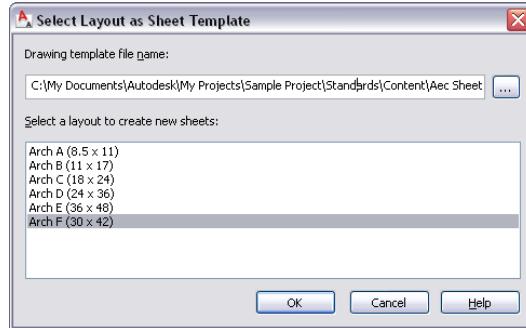 Select Layout as Sheet Template
Drawing template file name:
C:\My Documents\Autodesk\My Projects\Sample Project\Standards\Content\Aec Sheet
...
Select a layout to create new sheets:
Arch A (8.5 x 11)
Arch B (11 x 17)
Arch C (18 x 24)
Arch D (24 x 36)
Arch E (36 x 48)
Arch F (30 x 42)
OK Cancel Help